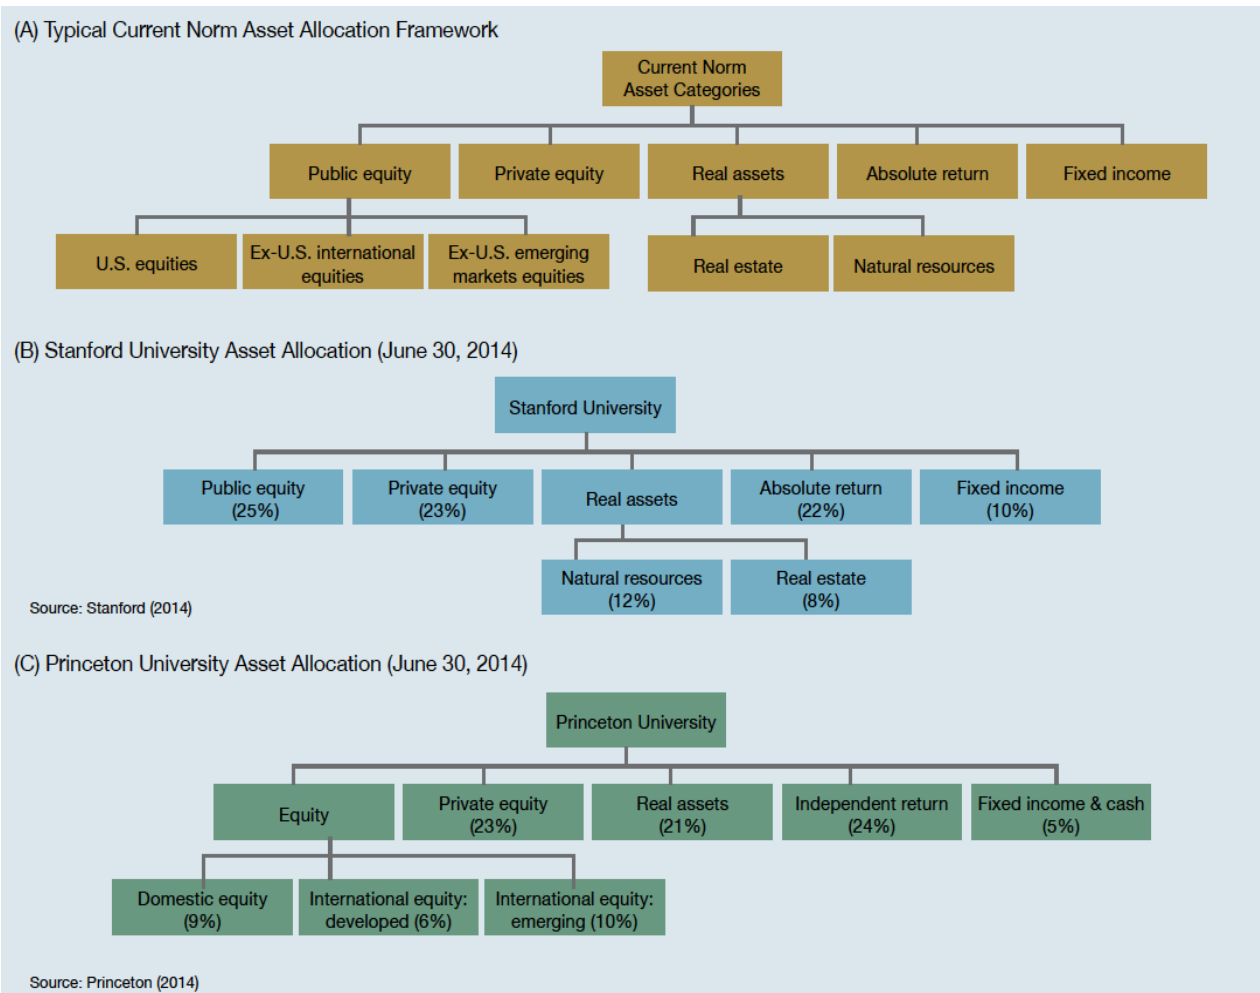 (A) Typical Current Norm Asset Allocation Framework
Current Norm
Asset Categories
Public equity
Private equity
Real assets
Absolute return
Fixed income
U.S. equities
Ex-U.S. international
equities
Ex-U.S. emerging
markets equities
Real estate
Natural resources
(B) Stanford University Asset Allocation (June 30, 2014)
Stanford University
Public equity
(25%)
Private equity
(23%)
Real assets
Absolute return
(22%)
Fixed income
(10%)
Natural resources
(12%)
Real estate
(8%)
Source: Stanford (2014)
(C) Princeton University Asset Allocation (June 30, 2014)
Princeton University
Equity
Private equity
(23%)
Real assets
(21%)
Independent return
(24%)
Fixed income & cash
(5%)
Domestic equity
(9%)
International equity:
developed (6%)
International equity:
emerging (10%)
Source: Princeton (2014)